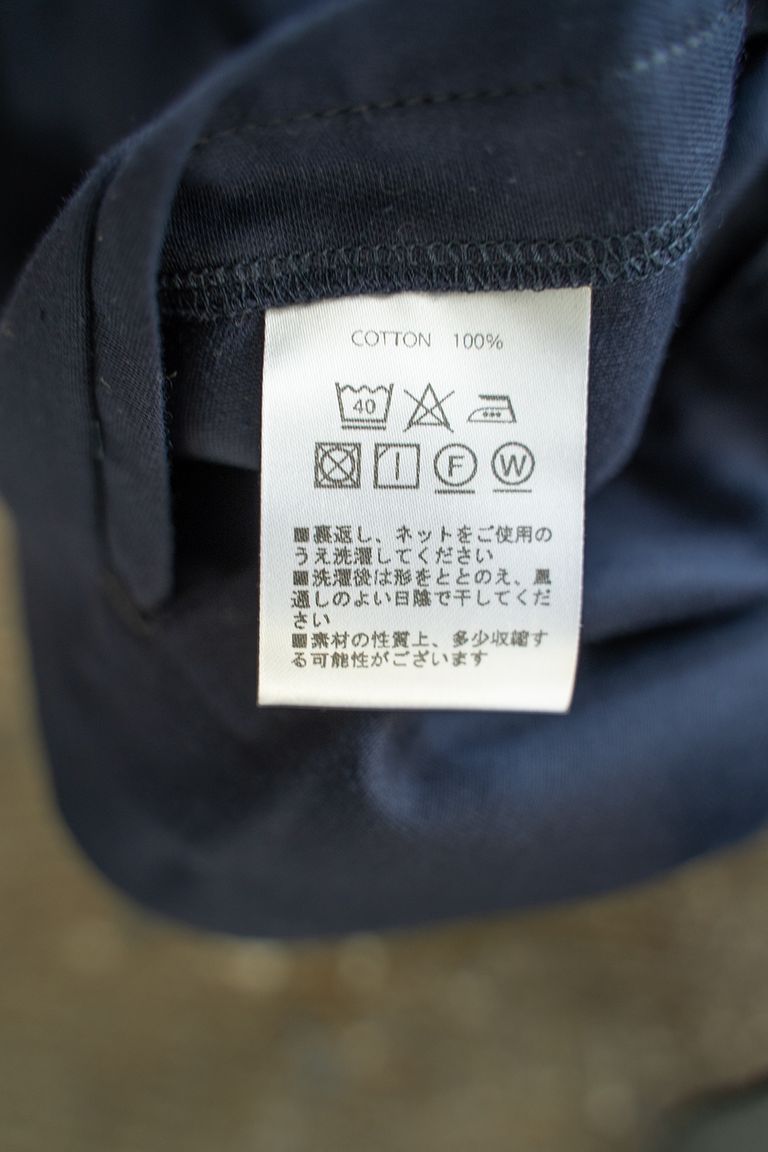 COTTON 100%
40
F W
■裏返し、ネットをご使用の
うえ洗濯してください
■洗濯後は形をととのえ、風
通しのよい日陰で干してくだ
さい
■素材の性質上、多少収縮す
る可能性がございます